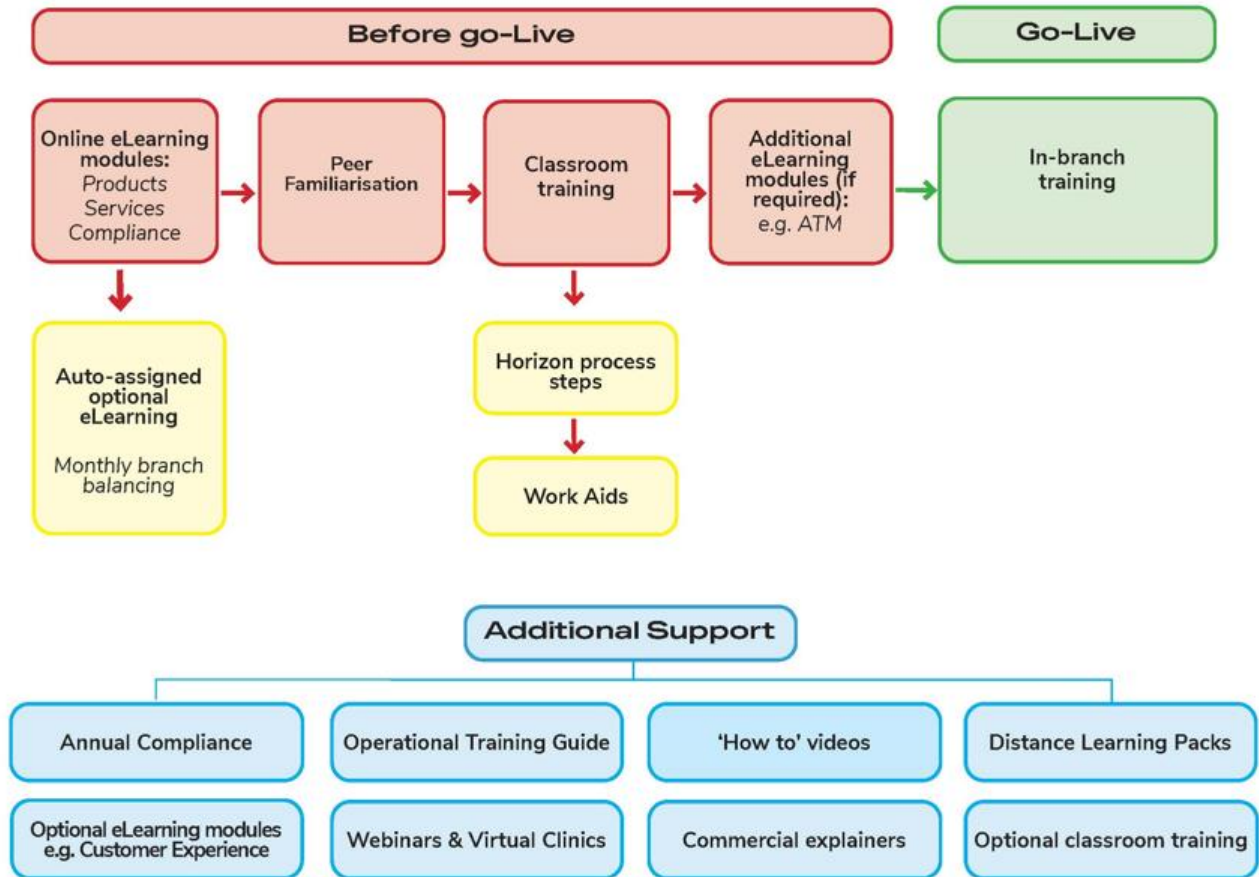 Before go-Live
Go-Live
Online eLearning
modules:
Products
Services
Compliance
Peer
Familiarisation
Classroom
training
Additional
eLearning
modules (if
required):
e.g. ATM
In-branch
training
Auto-assigned
optional
eLearning
Monthly branch
balancing
Horizon process
steps
Work Aids
Additional Support
Annual Compliance
Operational Training Guide
‘How to’ videos
Distance Learning Packs
Optional eLearning modules
e.g. Customer Experience
Webinars & Virtual Clinics
Commercial explainers
Optional classroom training